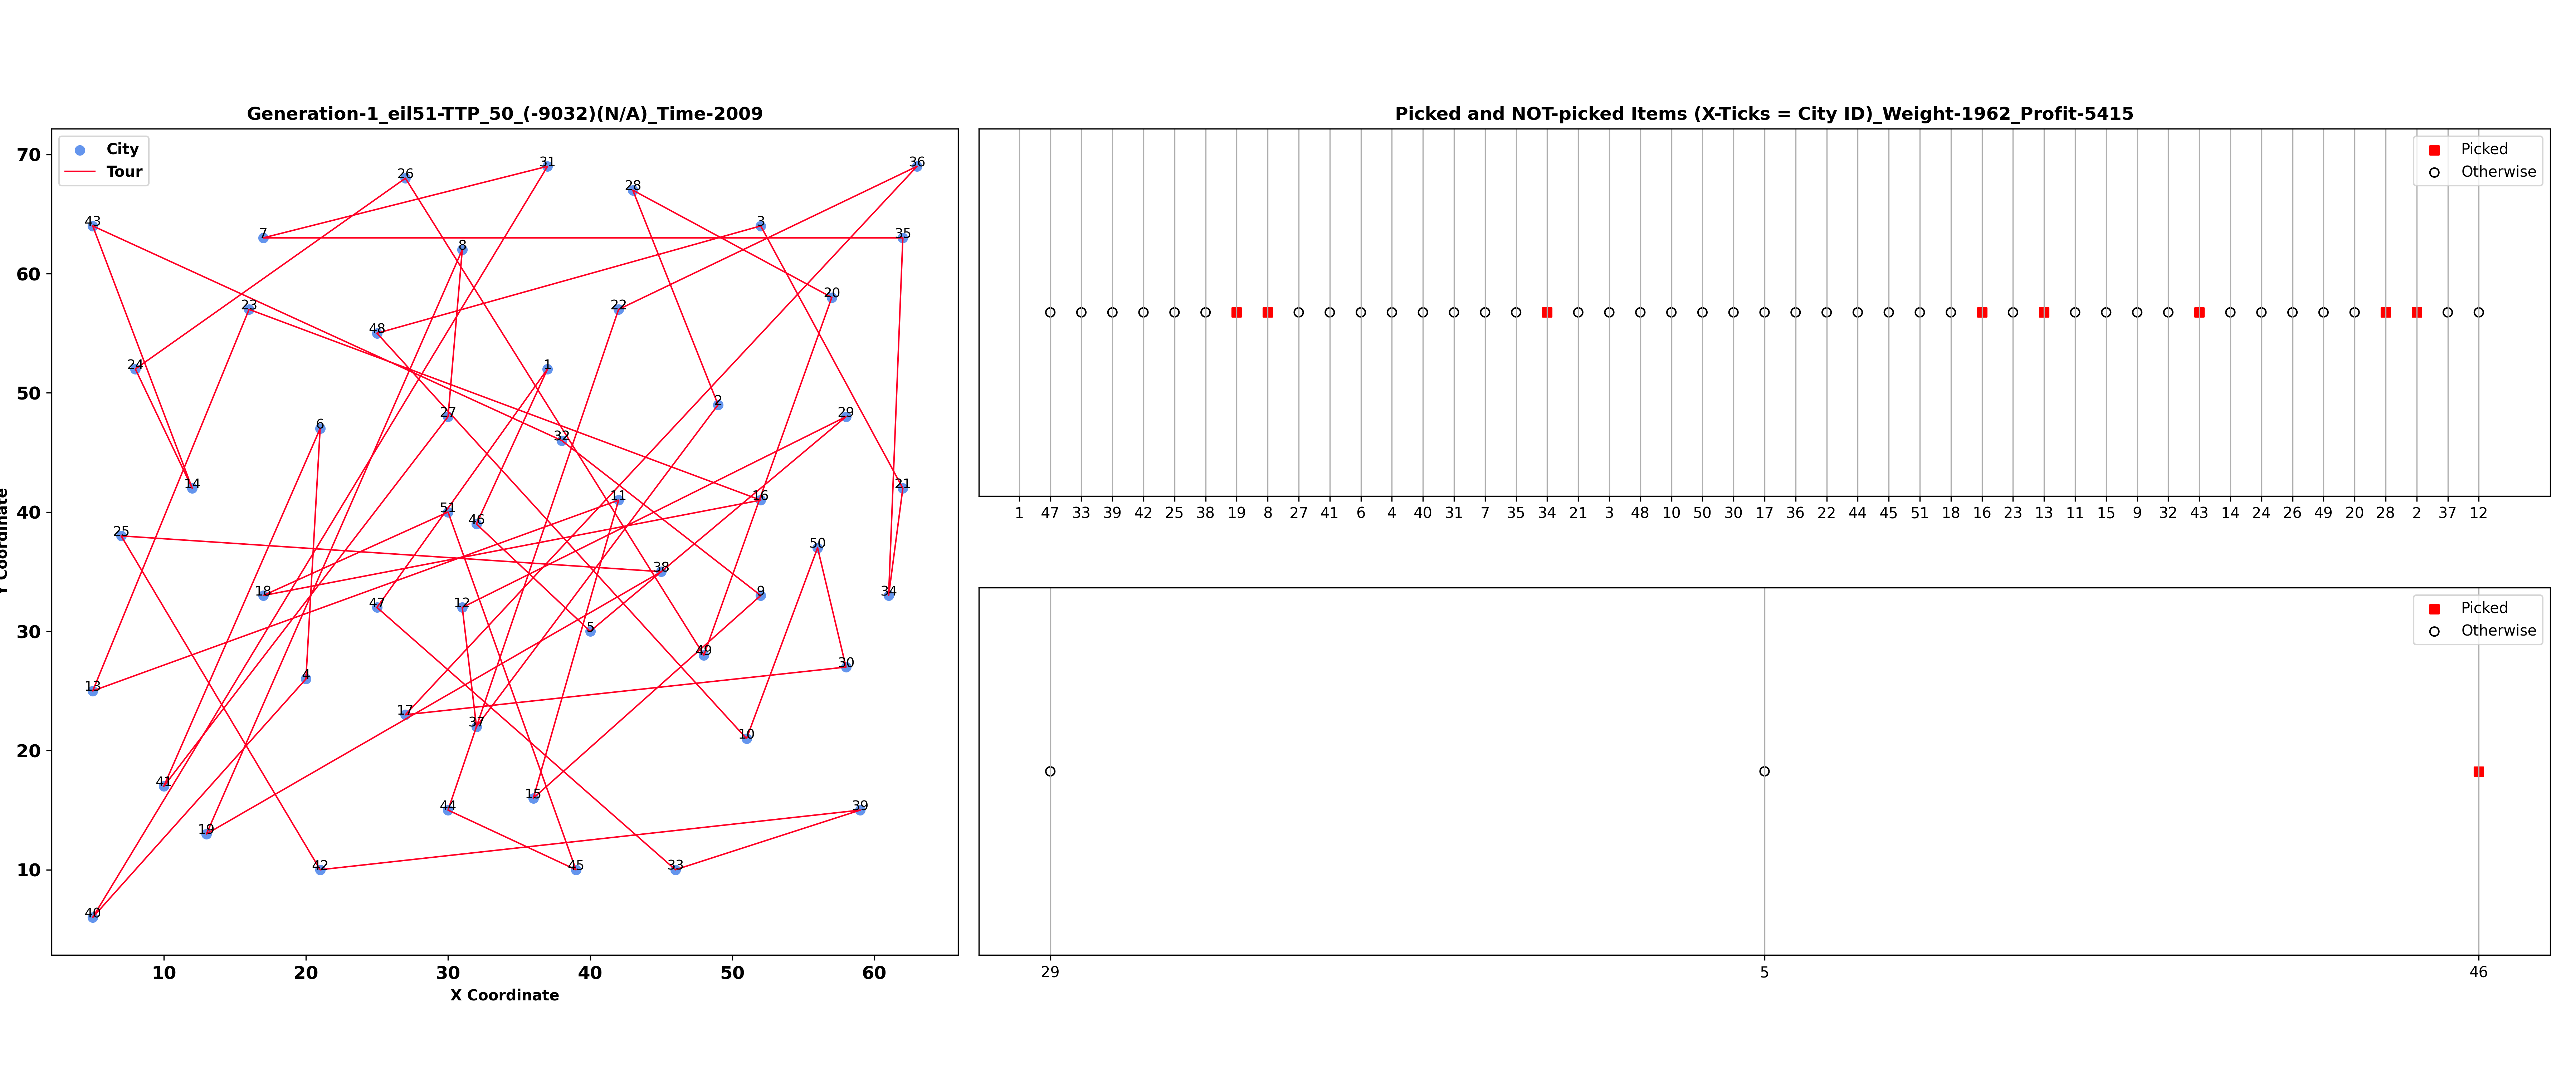 Generation-1_eil51-TTP_50_(-9032)(N/A)_Time-2009
City
Tour
70
60
50
40
30
20
10
10 20 30 40 50 60
X Coordinate
Y Coordinate
26 31 36
28
43 3
7 35
8
20
23 22
48
24 1
2
27 29
6
32
14 21
11 16
51
46
25
50
38
18 9 34
47 12
5
49
30
13
4
17
37
10
41
15
44 39
19
42 45 33
40
Picked and NOT-picked Items (X-Ticks = City ID)_Weight-1962_Profit-5415
Picked
Otherwise
1 47 33 39 42 25 38 19 8 27 41 6 4 40 31 7 35 34 21 3 48 10 50 30 17 36 22 44 45 51 18 16 23 13 11 15 9 32 43 14 24 26 49 20 28 2 37 12
Picked
Otherwise
29 5 46